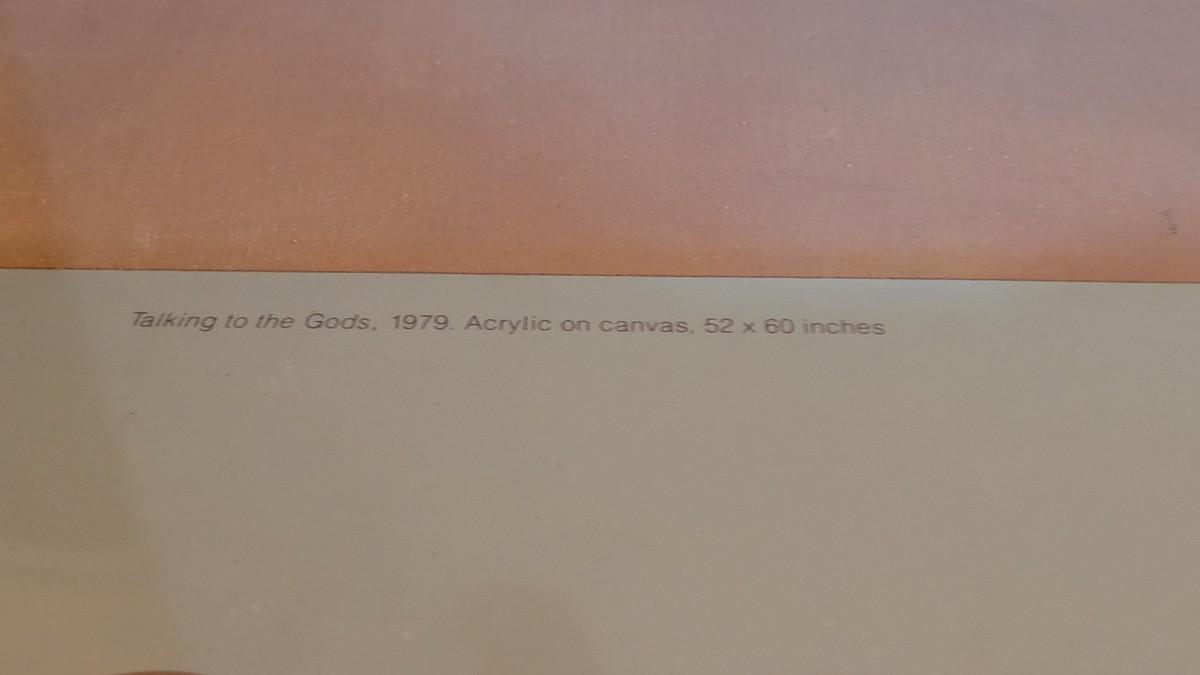 Talking to the Gods, 1979. Acrylic on canvas, 52 x 60 inches